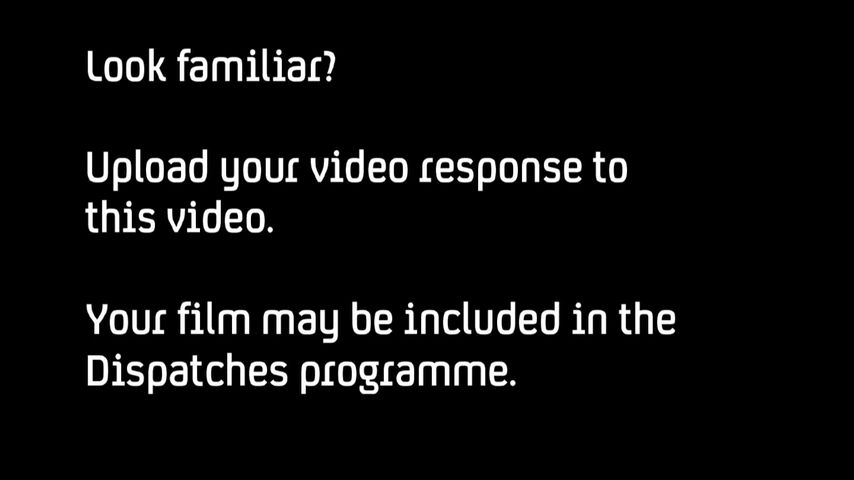 Look familiar?
Upload your video response to
this video.
Your film may be included in the
Dispatches programme.